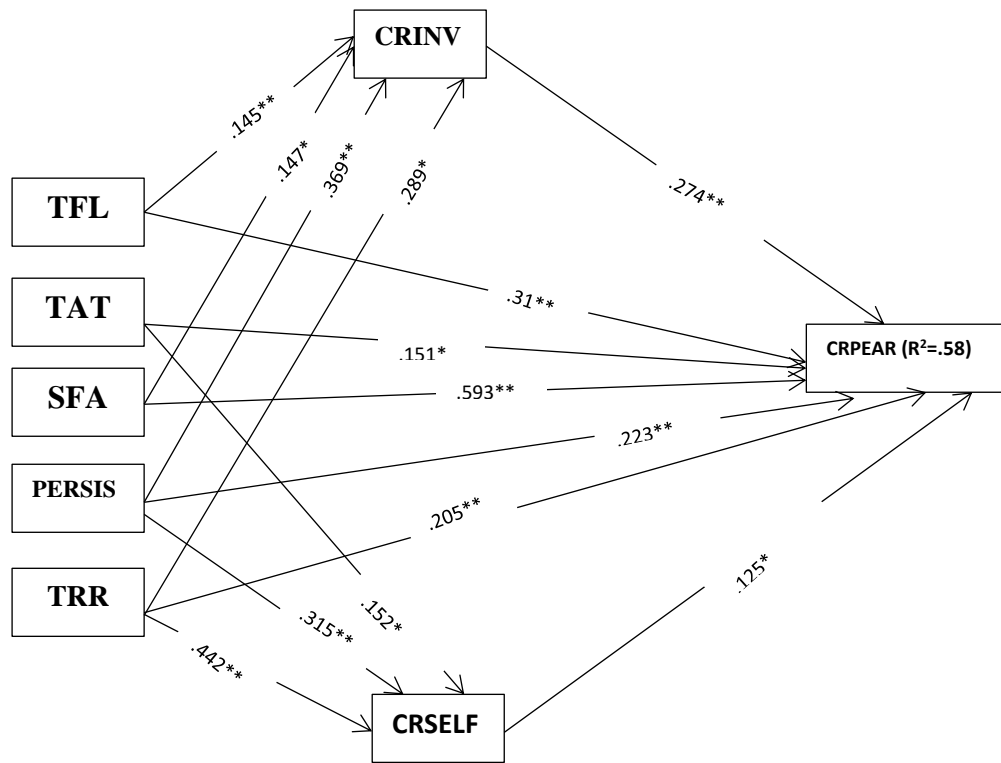 CRINV
.145**
.147*
.369**
.289*
.274**
TFL
.31**
TAT
.151*
CRPEAR (R²=.58)
SFA
.593**
.223**
PERSIS
.205**
TRR
.442**
.315**
.152*
.125*
CRSELF